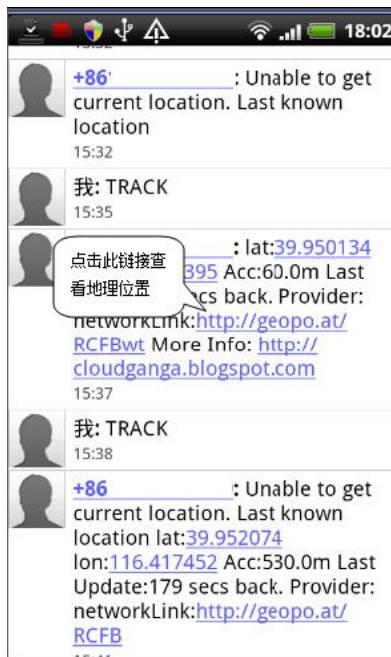 18:02
+86 : Unable to get
current location. Last known
location
15:32
我: TRACK
15:35
: lat:39.950134
点击此链接查
看地理位置
395 Acc:60.0m Last
ecs back. Provider:
networkLink:http://geopo.at/
RCFBwt More Info: http://
cloudganga.blogspot.com
15:37
我: TRACK
15:38
+86 : Unable to get
current location. Last known
location lat:39.952074
lon:116.417452 Acc:530.0m Last
Update:179 secs back. Provider:
networkLink:http://geopo.at/
RCFB